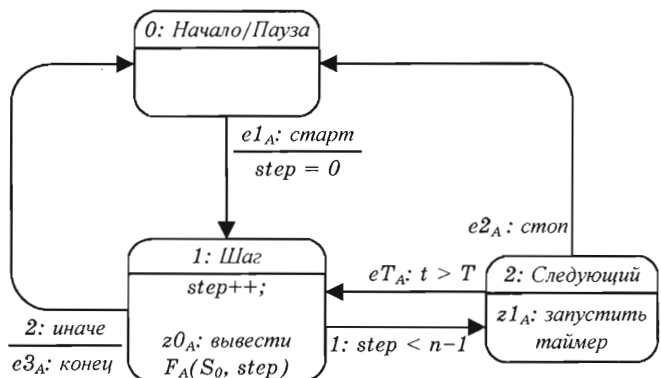 0: Начало/Пауза
e1A: старт
step = 0
e2A: стоп
1: Шаг
step++;
z0A: вывести
FA(S0, step)
eTA: t > T
1: step < n−1
2: Следующий
z1A: запустить
таймер
2: иначе
e3A: конец